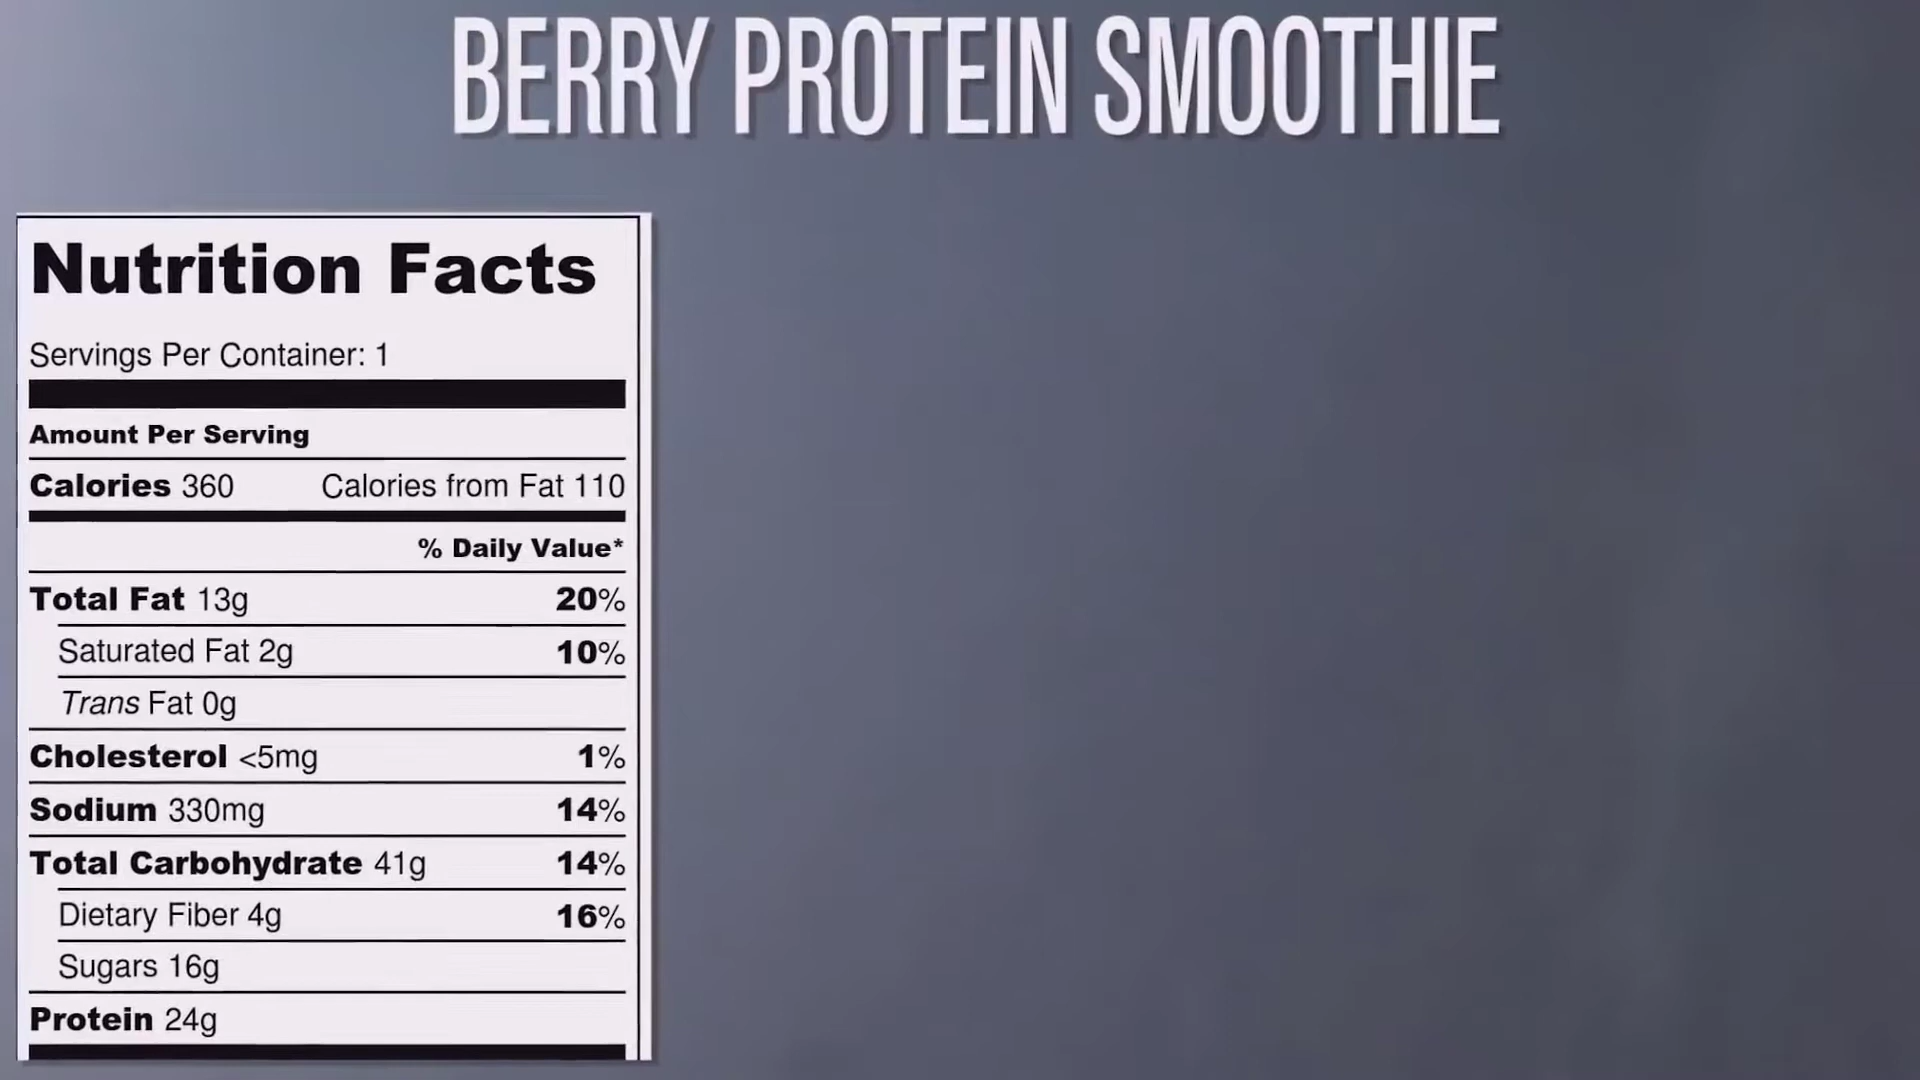 BERRY PROTEIN SMOOTHIE
Nutrition Facts
Servings Per Container: 1
Amount Per Serving
Calories 360 Calories from Fat 110
% Daily Value*
Total Fat 13g 20%
Saturated Fat 2g 10%
Trans Fat 0g
Cholesterol <5mg 1%
Sodium 330mg 14%
Total Carbohydrate 41g 14%
Dietary Fiber 4g 16%
Sugars 16g
Protein 24g